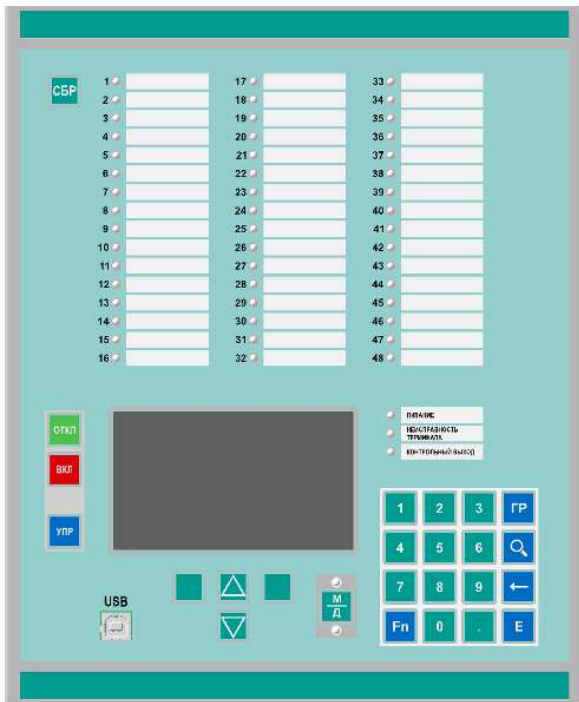 СБР
1 17 33
2 18 34
3 19 35
4 20 36
5 21 37
6 22 38
7 23 39
8 24 40
9 25 41
10 26 42
11 27 43
12 28 44
13 29 45
14 30 46
15 31 47
16 32 48
ПИТАНИЕ
НЕИСПРАВНОСТЬ
ТЕРМИНАЛА
КОНТРОЛЬНЫЙ ВЫХОД
ОТКЛ
ВКЛ
УПР
1 2 3 ГР
4 5 6
7 8 9 ←
Fn 0 . E
М
Д
USB